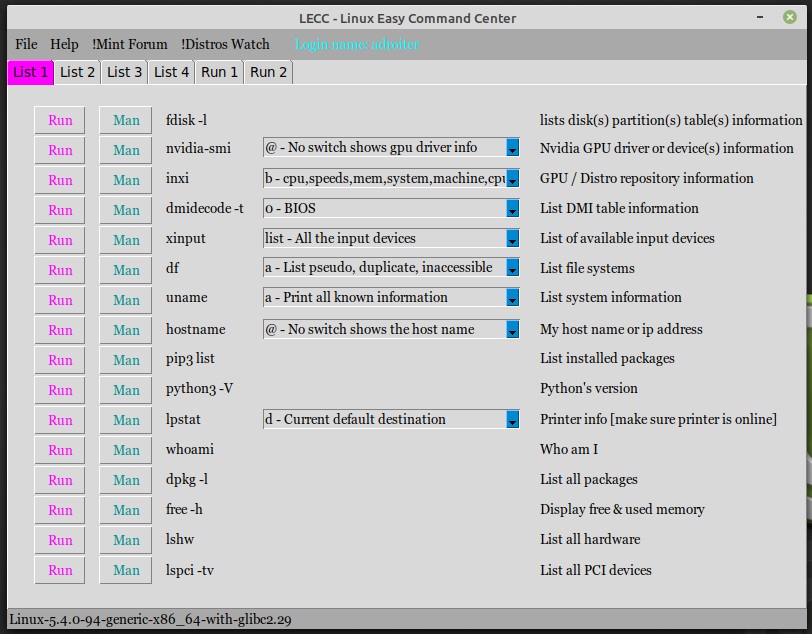 LECC - Linux Easy Command Center
File Help !Mint Forum !Distros Watch Login name: adroiter
List 1 List 2 List 3 List 4 Run 1 Run 2
Run Man fdisk -l lists disk(s) partition(s) table(s) information
Run Man nvidia-smi @ - No switch shows gpu driver info Nvidia GPU driver or device(s) information
Run Man inxi b - cpu,speeds,mem,system,machine,cpu GPU / Distro repository information
Run Man dmidecode -t 0 - BIOS List DMI table information
Run Man xinput list - All the input devices List of available input devices
Run Man df a - List pseudo, duplicate, inaccessible List file systems
Run Man uname a - Print all known information List system information
Run Man hostname @ - No switch shows the host name My host name or ip address
Run Man pip3 list List installed packages
Run Man python3 -V Python's version
Run Man lpstat d - Current default destination Printer info [make sure printer is online]
Run Man whoami Who am I
Run Man dpkg -l List all packages
Run Man free -h Display free & used memory
Run Man lshw List all hardware
Run Man lspci -tv List all PCI devices
Linux-5.4.0-94-generic-x86_64-with-glibc2.29